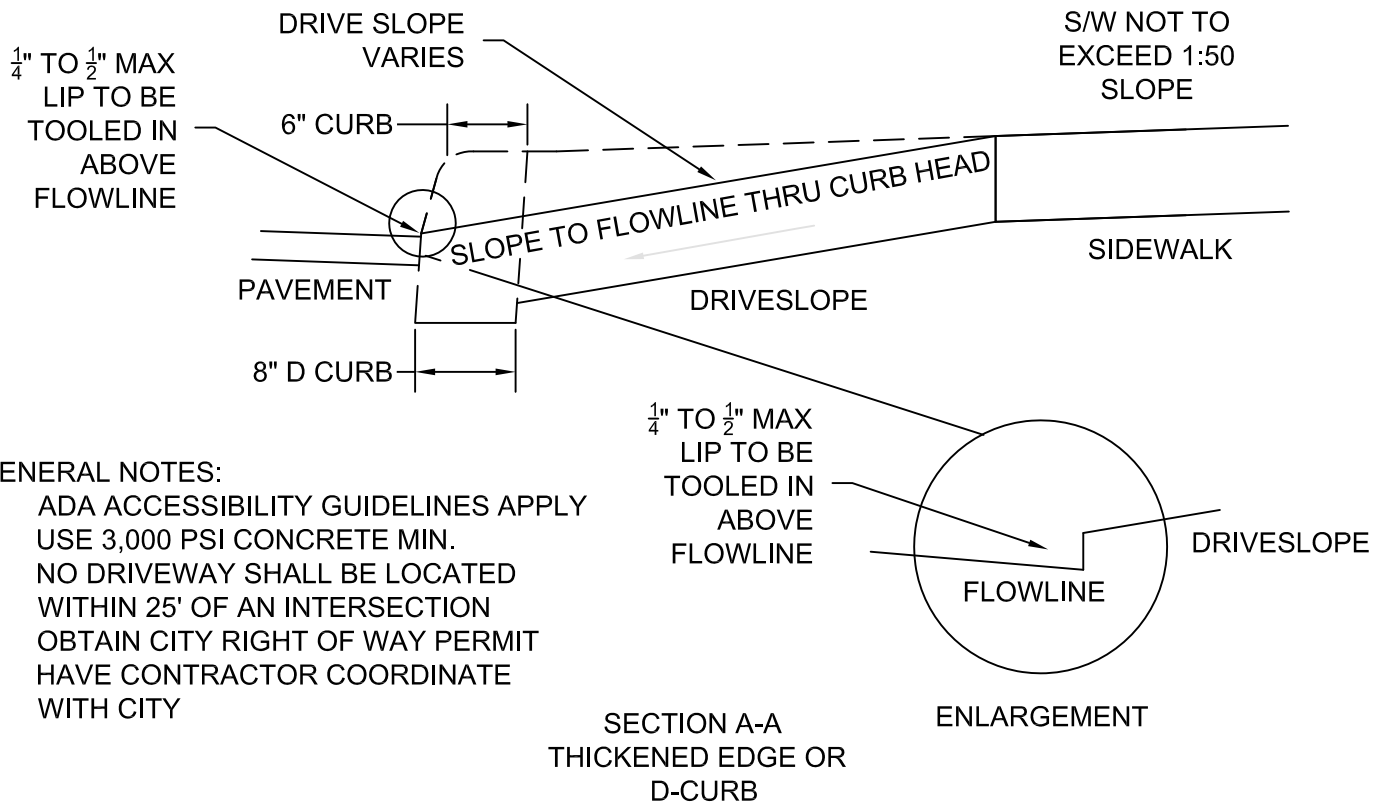 DRIVE SLOPE
VARIES
S/W NOT TO
EXCEED 1:50
SLOPE
1/4" TO 1/2" MAX
LIP TO BE
TOOLED IN
ABOVE
FLOWLINE
6" CURB
SLOPE TO FLOWLINE THRU CURB HEAD
SIDEWALK
PAVEMENT
DRIVESLOPE
8" D CURB
1/4" TO 1/2" MAX
LIP TO BE
TOOLED IN
ABOVE
FLOWLINE
DRIVESLOPE
FLOWLINE
ENLARGEMENT
ENERAL NOTES:
ADA ACCESSIBILITY GUIDELINES APPLY
USE 3,000 PSI CONCRETE MIN.
NO DRIVEWAY SHALL BE LOCATED
WITHIN 25' OF AN INTERSECTION
OBTAIN CITY RIGHT OF WAY PERMIT
HAVE CONTRACTOR COORDINATE
WITH CITY
SECTION A-A
THICKENED EDGE OR
D-CURB